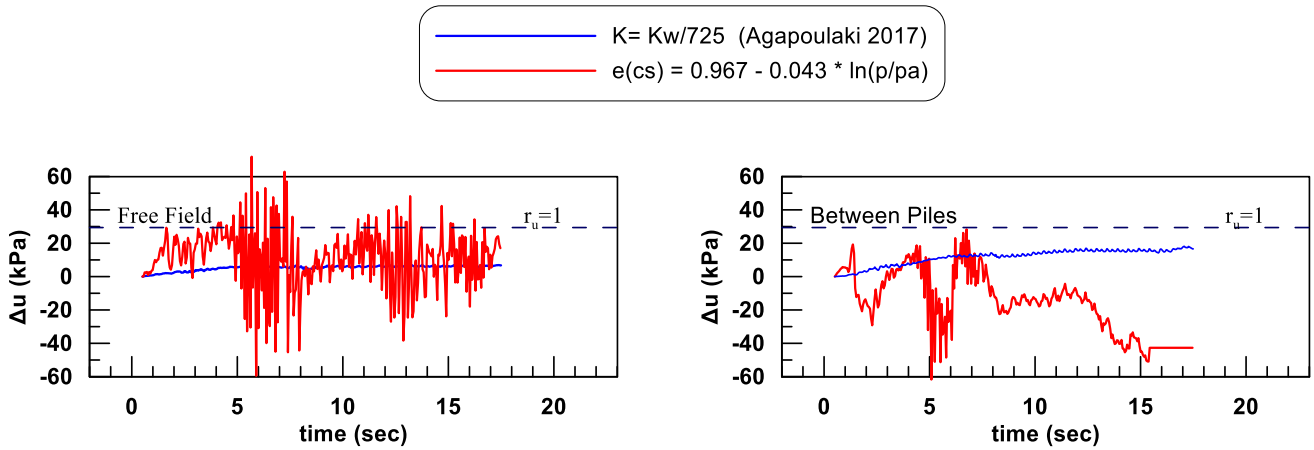 K= Kw/725 (Agapoulaki 2017)
e(cs) = 0.967 - 0.043 * ln(p/pa)
Δu (kPa)
60
40
20
0
-20
-40
-60
Free Field
ru=1
0 5 10 15 20
time (sec)
Δu (kPa)
60
40
20
0
-20
-40
-60
Between Piles
ru=1
0 5 10 15 20
time (sec)